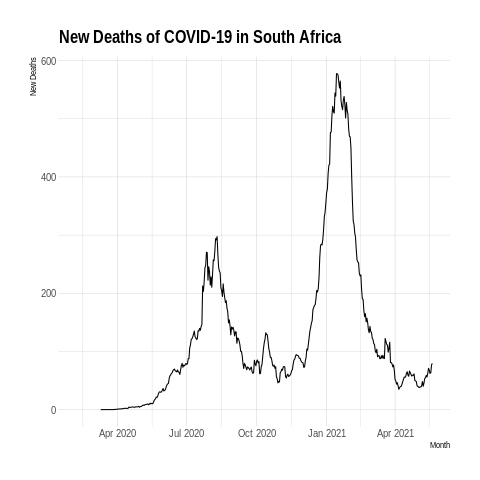 New Deaths of COVID-19 in South Africa
New Deaths
600
400
200
0
Apr 2020 Jul 2020 Oct 2020 Jan 2021 Apr 2021
Month